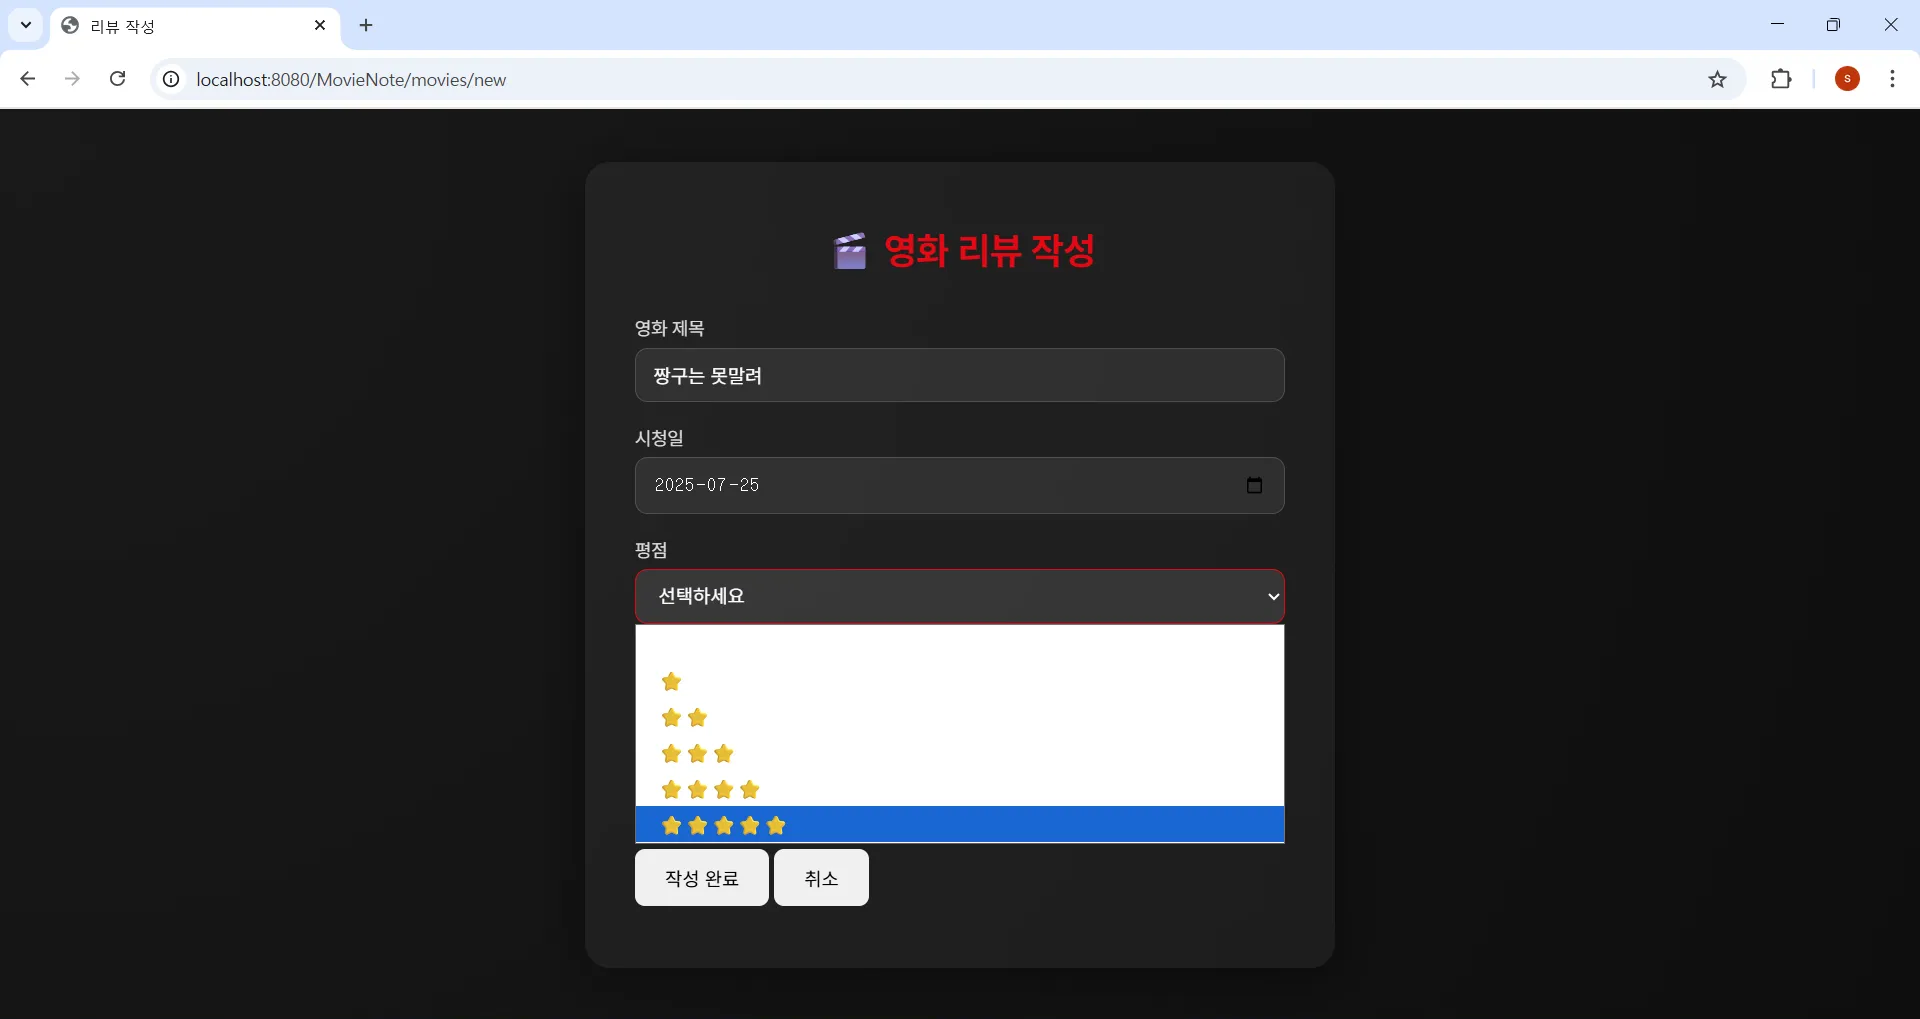 리뷰 작성
localhost:8080/MovieNote/movies/new
S
🎬 영화 리뷰 작성
영화 제목
짱구는 못말려
시청일
2025-07-25
평점
선택하세요
⭐
⭐⭐
⭐⭐⭐
⭐⭐⭐⭐
⭐⭐⭐⭐⭐
작성 완료
취소